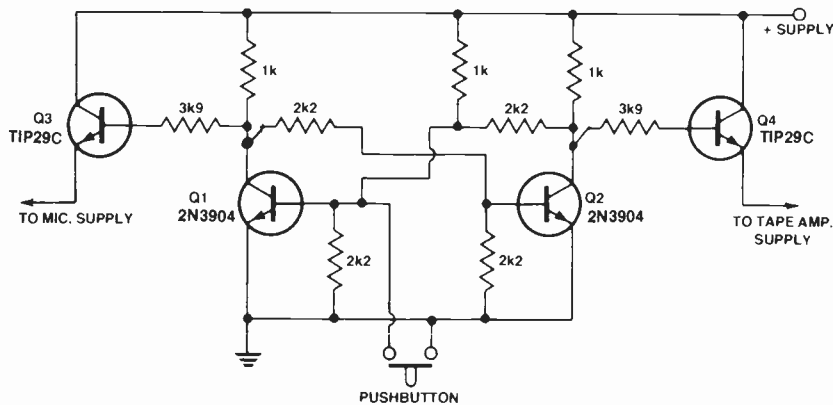 + SUPPLY
1k
1k
1k
Q3
TIP29C
3k9
2k2
2k2
3k9
Q4
TIP29C
Q1
2N3904
Q2
2N3904
TO MIC. SUPPLY
TO TAPE AMP.
SUPPLY
2k2
2k2
PUSHBUTTON